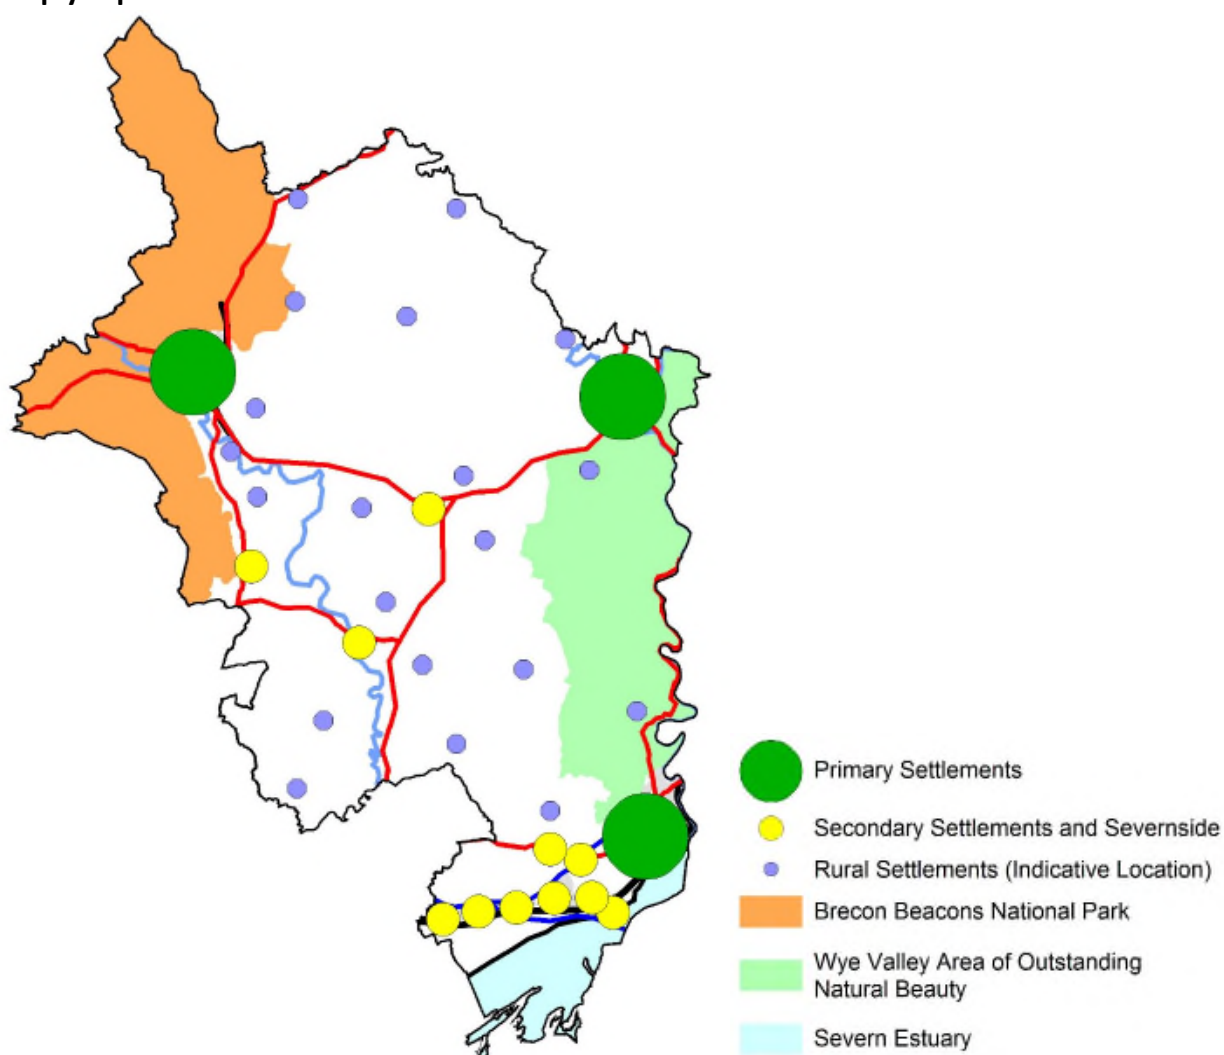 Primary Settlements
Secondary Settlements and Severnside
Rural Settlements (Indicative Location)
Brecon Beacons National Park
Wye Valley Area of Outstanding
Natural Beauty
Severn Estuary